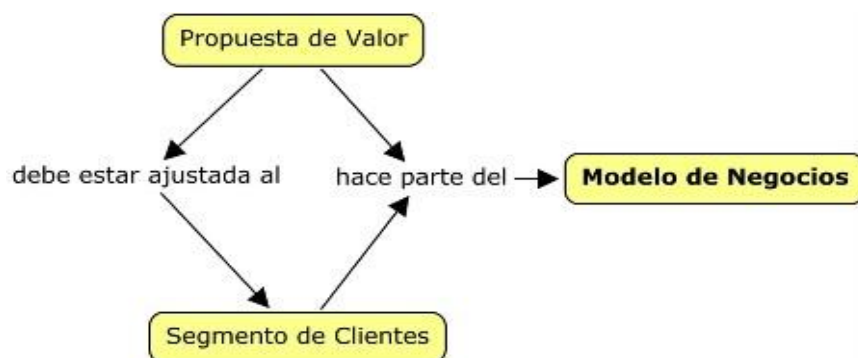 Propuesta de Valor
debe estar ajustada al
hace parte del
Modelo de Negocios
Segmento de Clientes